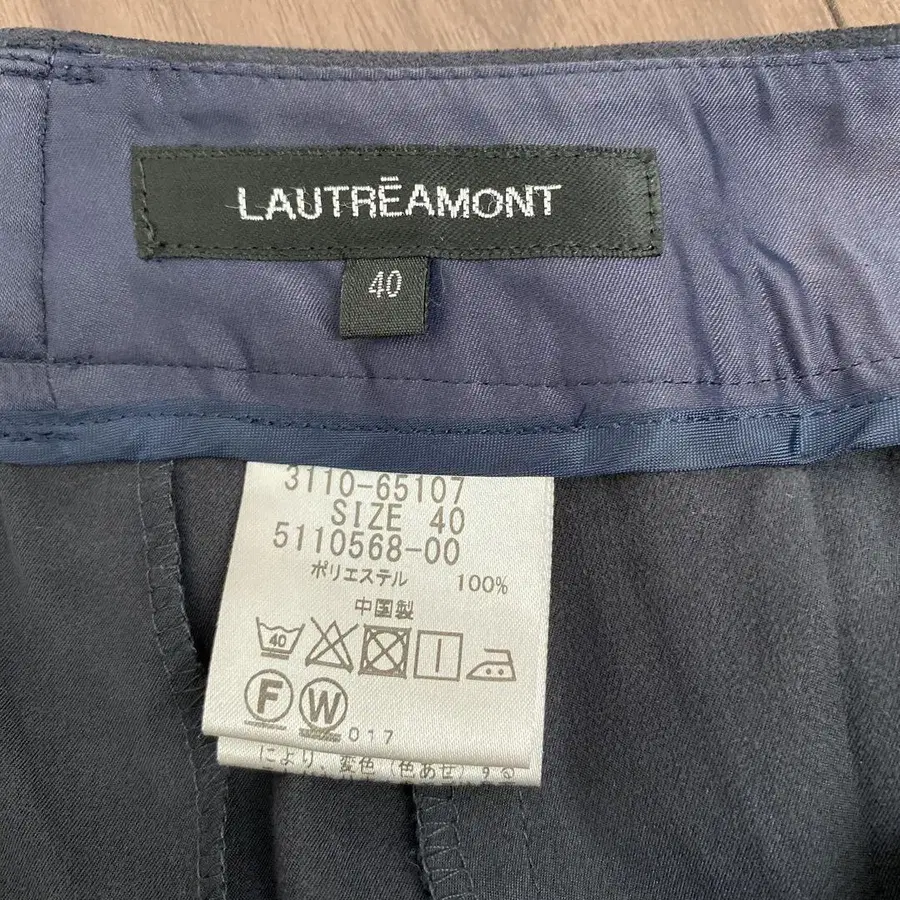 LAUTRĒAMONT
40
3110-65107
SIZE 40
5110568-00
ポリエステル 100%
中国製
40
F W
017
により、変色(色あせ)する